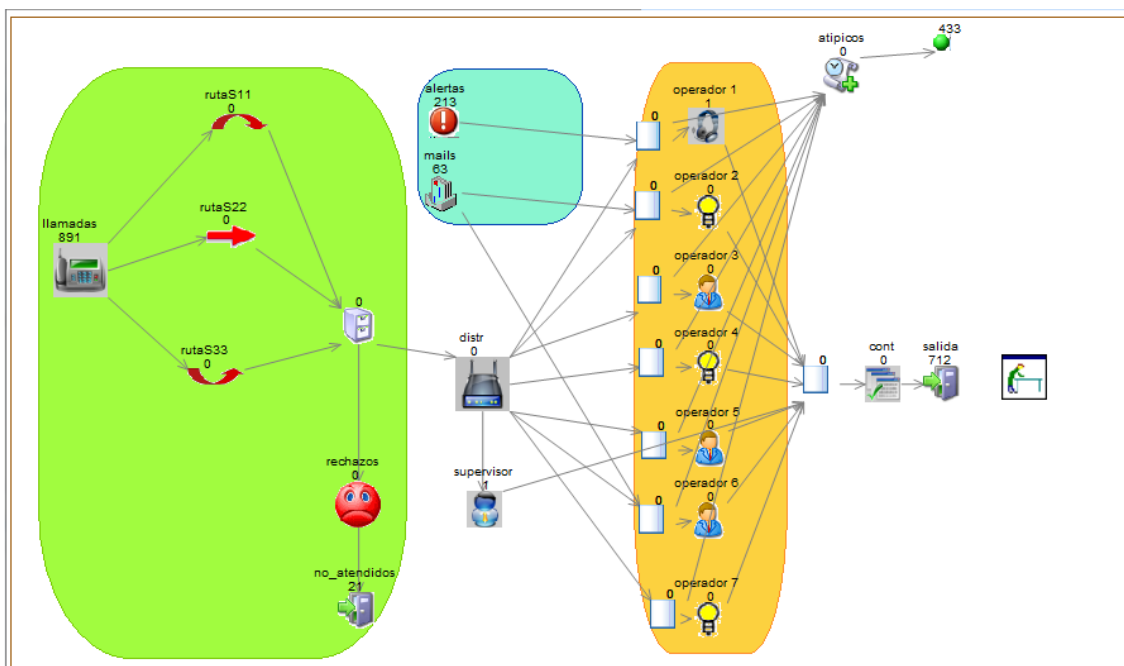 433
atipicos
0
rutaS11
0
alertas
213
operador 1
1
0
mails
63
0
operador 2
0
rutaS22
0
llamadas
891
0
operador 3
0
0
distr
0
0
operador 4
0
rutaS33
0
0
cont
0
salida
712
0
operador 5
0
rechazos
0
supervisor
1
0
operador 6
0
no_atendidos
21
0
operador 7
0